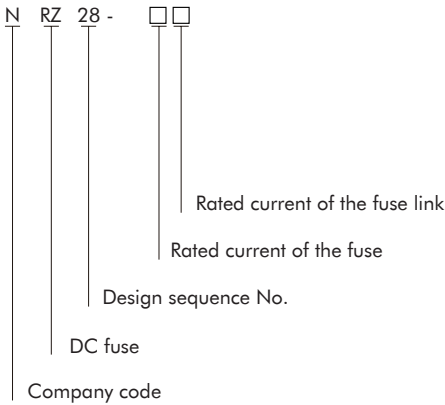 N RZ 28 - □□
Rated current of the fuse link
Rated current of the fuse
Design sequence No.
DC fuse
Company code